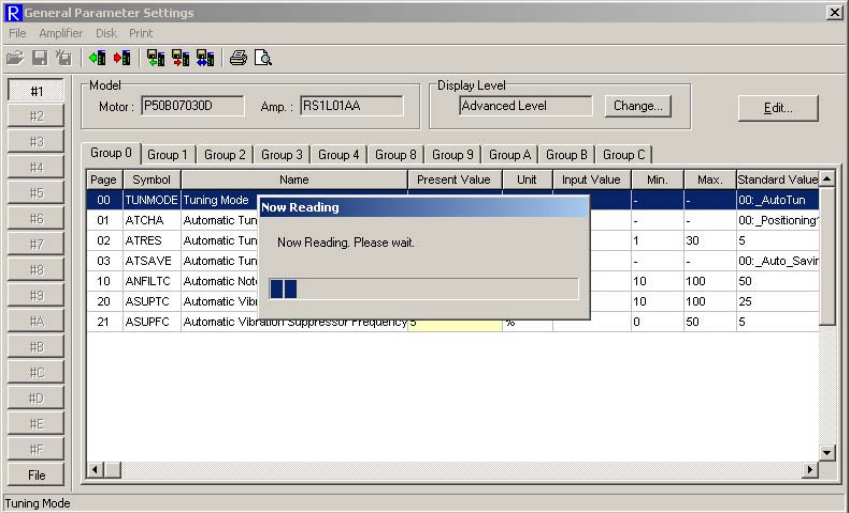 R General Parameter Settings
File Amplifier Disk Print
#1
#2
#3
#4
#5
#6
#7
#8
#9
#A
#B
#C
#D
#E
#F
File
Model
Motor : P50B07030D Amp. : RS1L01AA
Display Level
Advanced Level Change...
Edit...
Group 0 Group 1 Group 2 Group 3 Group 4 Group 8 Group 9 Group A Group B Group C
Page Symbol Name Present Value Unit Input Value Min. Max. Standard Value
00 TUNMODE Tuning Mode - - 00:_AutoTun
01 ATCHA Automatic Tun - - 00:_Positioning
02 ATRES Automatic Tun 1 30 5
03 ATSAVE Automatic Tun - - 00:_Auto_Savin
10 ANFILTC Automatic Not 10 100 50
20 ASUPTC Automatic Vib 10 100 25
21 ASUPFC Automatic Vibration Suppressor Frequency 5 % 0 50 5
Now Reading
Now Reading. Please wait.
Tuning Mode